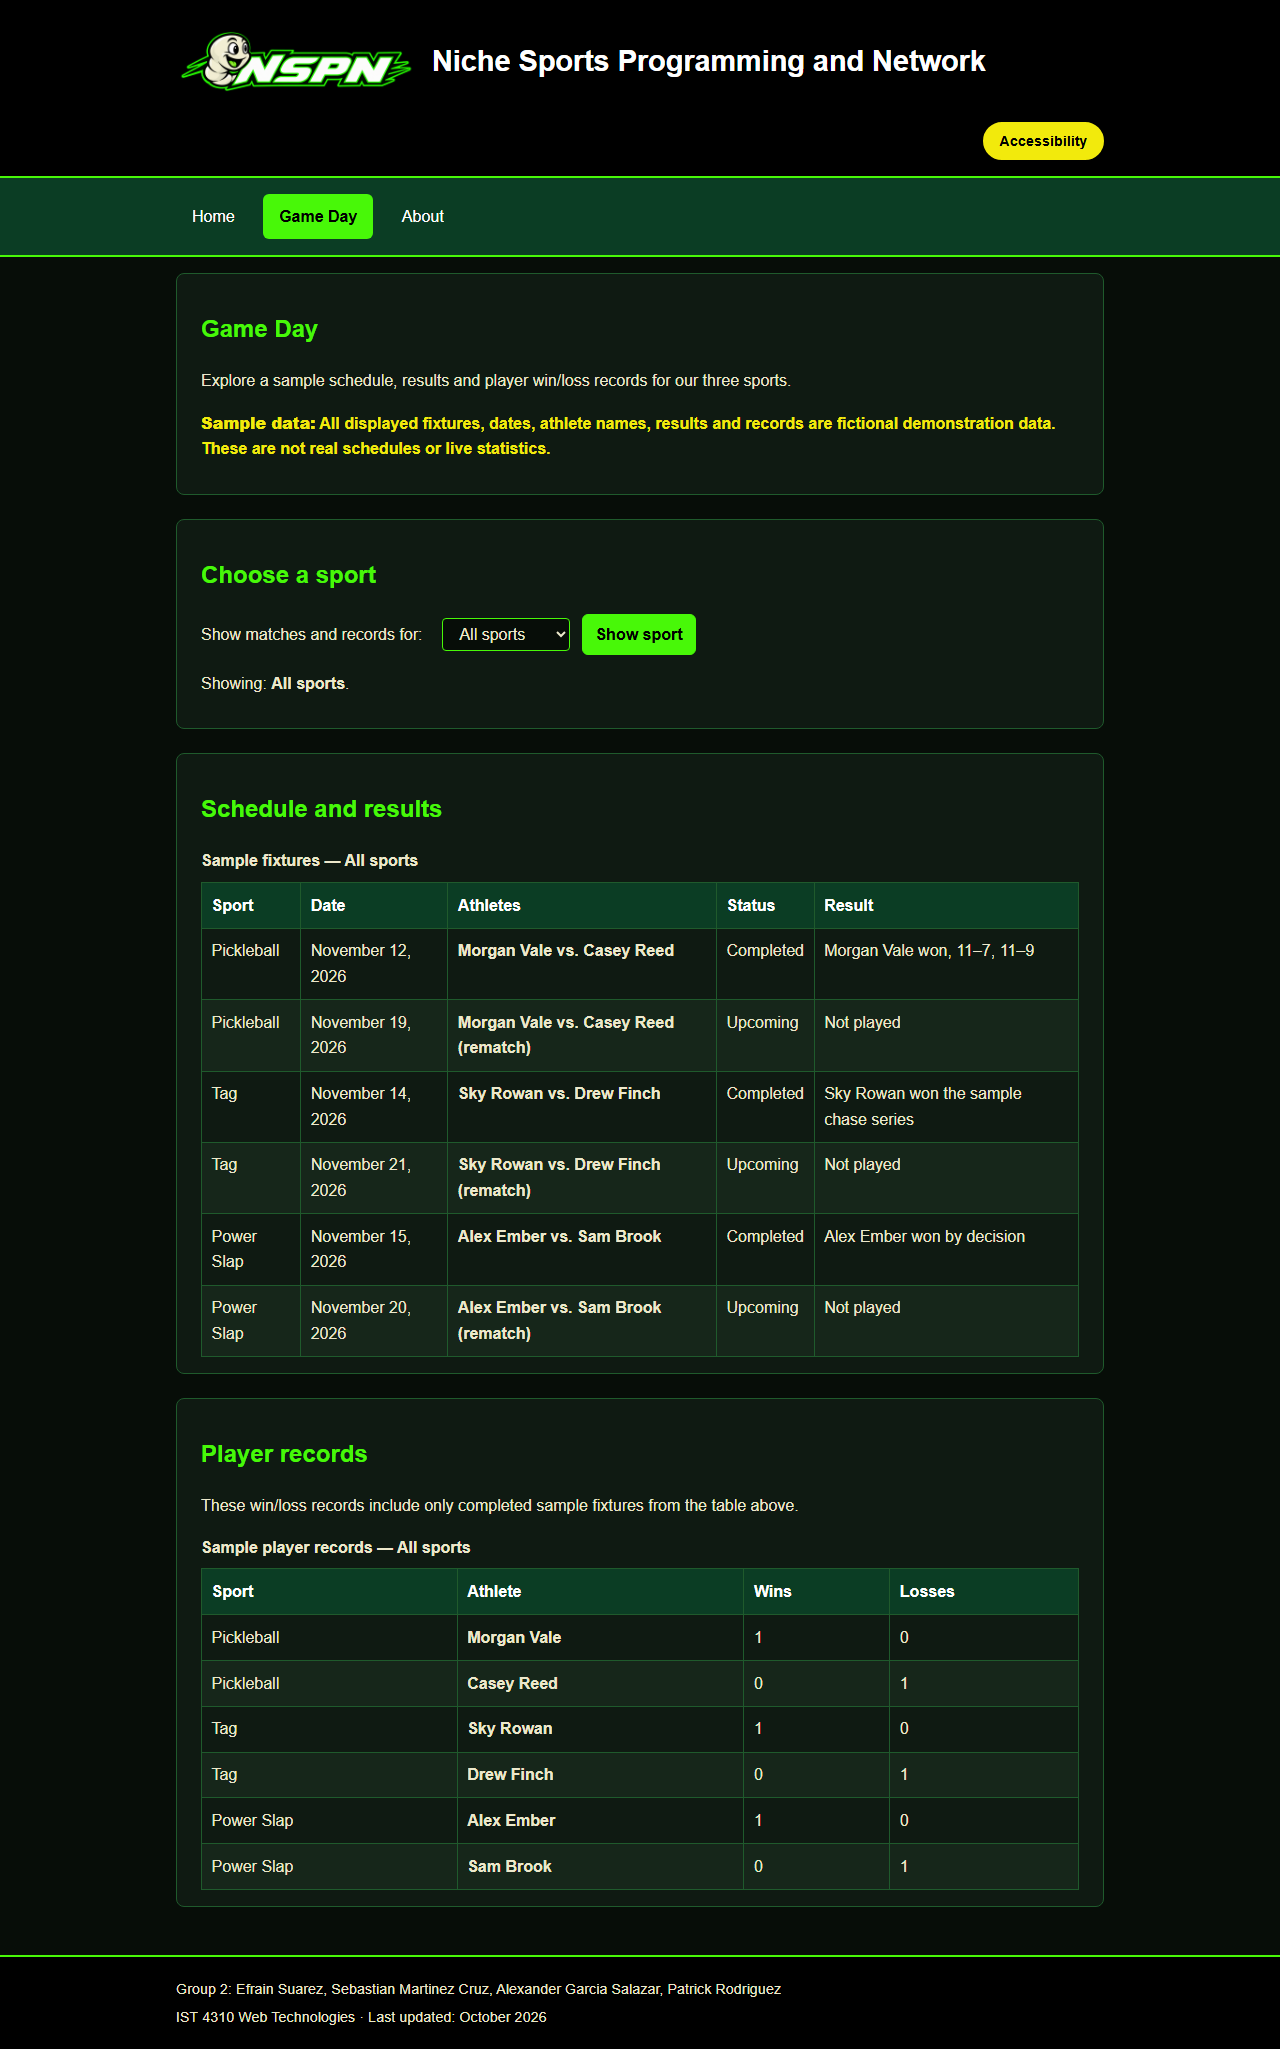 NSPN
Niche Sports Programming and Network
Accessibility
Home
Game Day
About
Game Day
Explore a sample schedule, results and player win/loss records for our three sports.
Sample data: All displayed fixtures, dates, athlete names, results and records are fictional demonstration data.
These are not real schedules or live statistics.
Choose a sport
Show matches and records for: All sports Show sport
Showing: All sports.
Schedule and results
Sample fixtures — All sports
Sport Date Athletes Status Result
Pickleball November 12, Morgan Vale vs. Casey Reed Completed Morgan Vale won, 11–7, 11–9
2026
Pickleball November 19, Morgan Vale vs. Casey Reed Upcoming Not played
2026 (rematch)
Tag November 14, Sky Rowan vs. Drew Finch Completed Sky Rowan won the sample
2026 chase series
Tag November 21, Sky Rowan vs. Drew Finch Upcoming Not played
2026 (rematch)
Power November 15, Alex Ember vs. Sam Brook Completed Alex Ember won by decision
Slap 2026
Power November 20, Alex Ember vs. Sam Brook Upcoming Not played
Slap 2026 (rematch)
Player records
These win/loss records include only completed sample fixtures from the table above.
Sample player records — All sports
Sport Athlete Wins Losses
Pickleball Morgan Vale 1 0
Pickleball Casey Reed 0 1
Tag Sky Rowan 1 0
Tag Drew Finch 0 1
Power Slap Alex Ember 1 0
Power Slap Sam Brook 0 1
Group 2: Efrain Suarez, Sebastian Martinez Cruz, Alexander Garcia Salazar, Patrick Rodriguez
IST 4310 Web Technologies · Last updated: October 2026